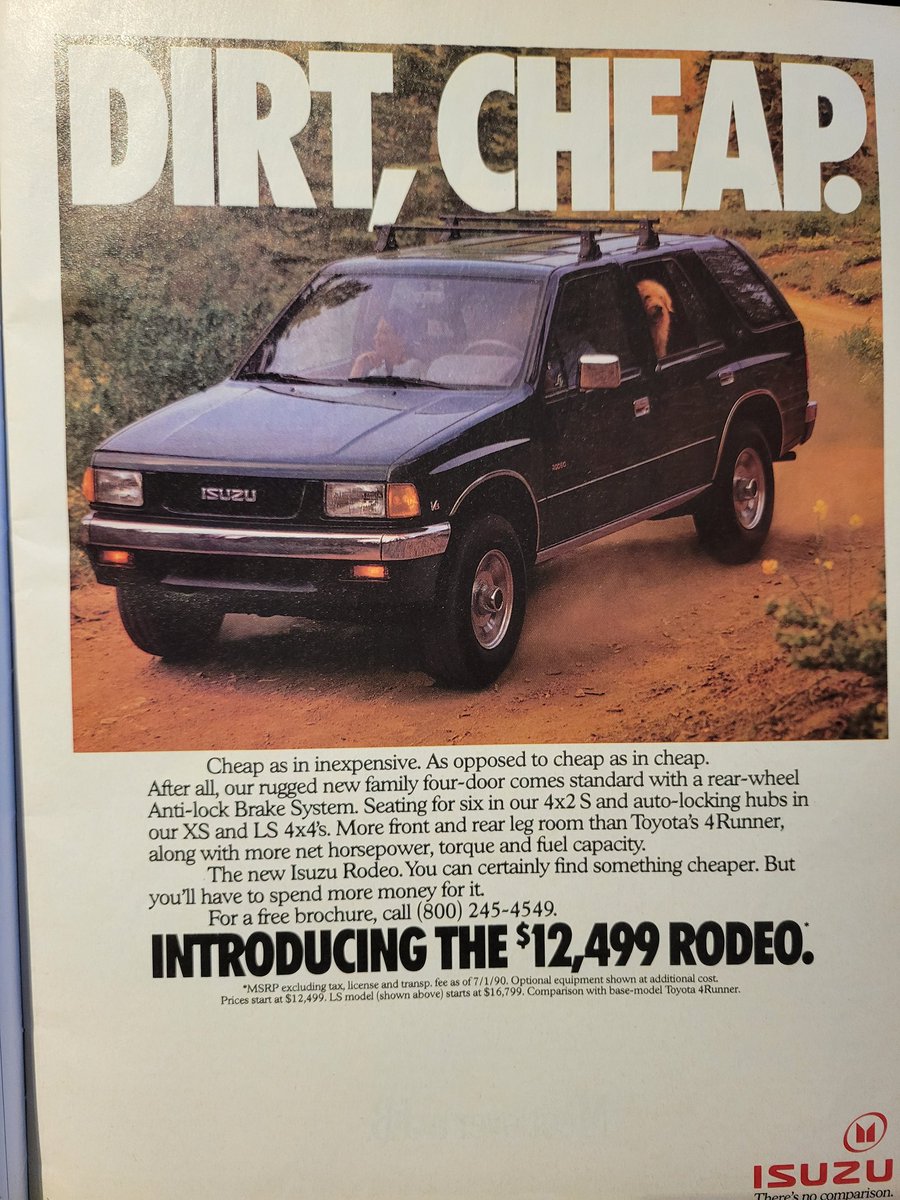 DIRT, CHEAP.
ISUZU
V6
RODEO
Cheap as in inexpensive. As opposed to cheap as in cheap.
After all, our rugged new family four-door comes standard with a rear-wheel
Anti-lock Brake System. Seating for six in our 4x2 S and auto-locking hubs in
our XS and LS 4x4's. More front and rear leg room than Toyota's 4Runner,
along with more net horsepower, torque and fuel capacity.
The new Isuzu Rodeo. You can certainly find something cheaper. But
you'll have to spend more money for it.
For a free brochure, call (800) 245-4549.
INTRODUCING THE $12,499 RODEO.*
*MSRP excluding tax, license and transp. fee as of 7/1/90. Optional equipment shown at additional cost.
Prices start at $12,499. LS model (shown above) starts at $16,799. Comparison with base-model Toyota 4Runner.
ISUZU
There's no comparison.